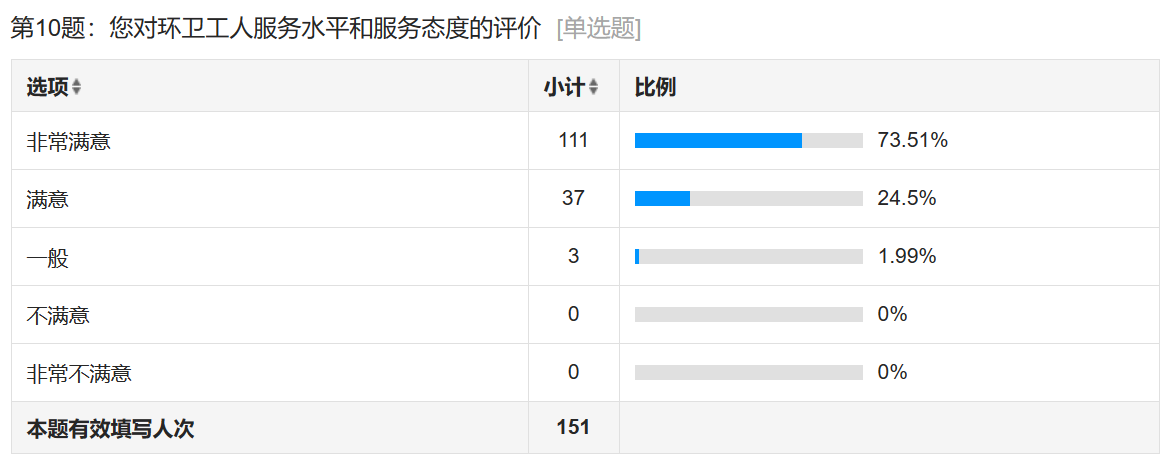 第10题：您对环卫工人服务水平和服务态度的评价 [单选题]
选项 小计 比例
非常满意 111 73.51%
满意 37 24.5%
一般 3 1.99%
不满意 0 0%
非常不满意 0 0%
本题有效填写人次 151